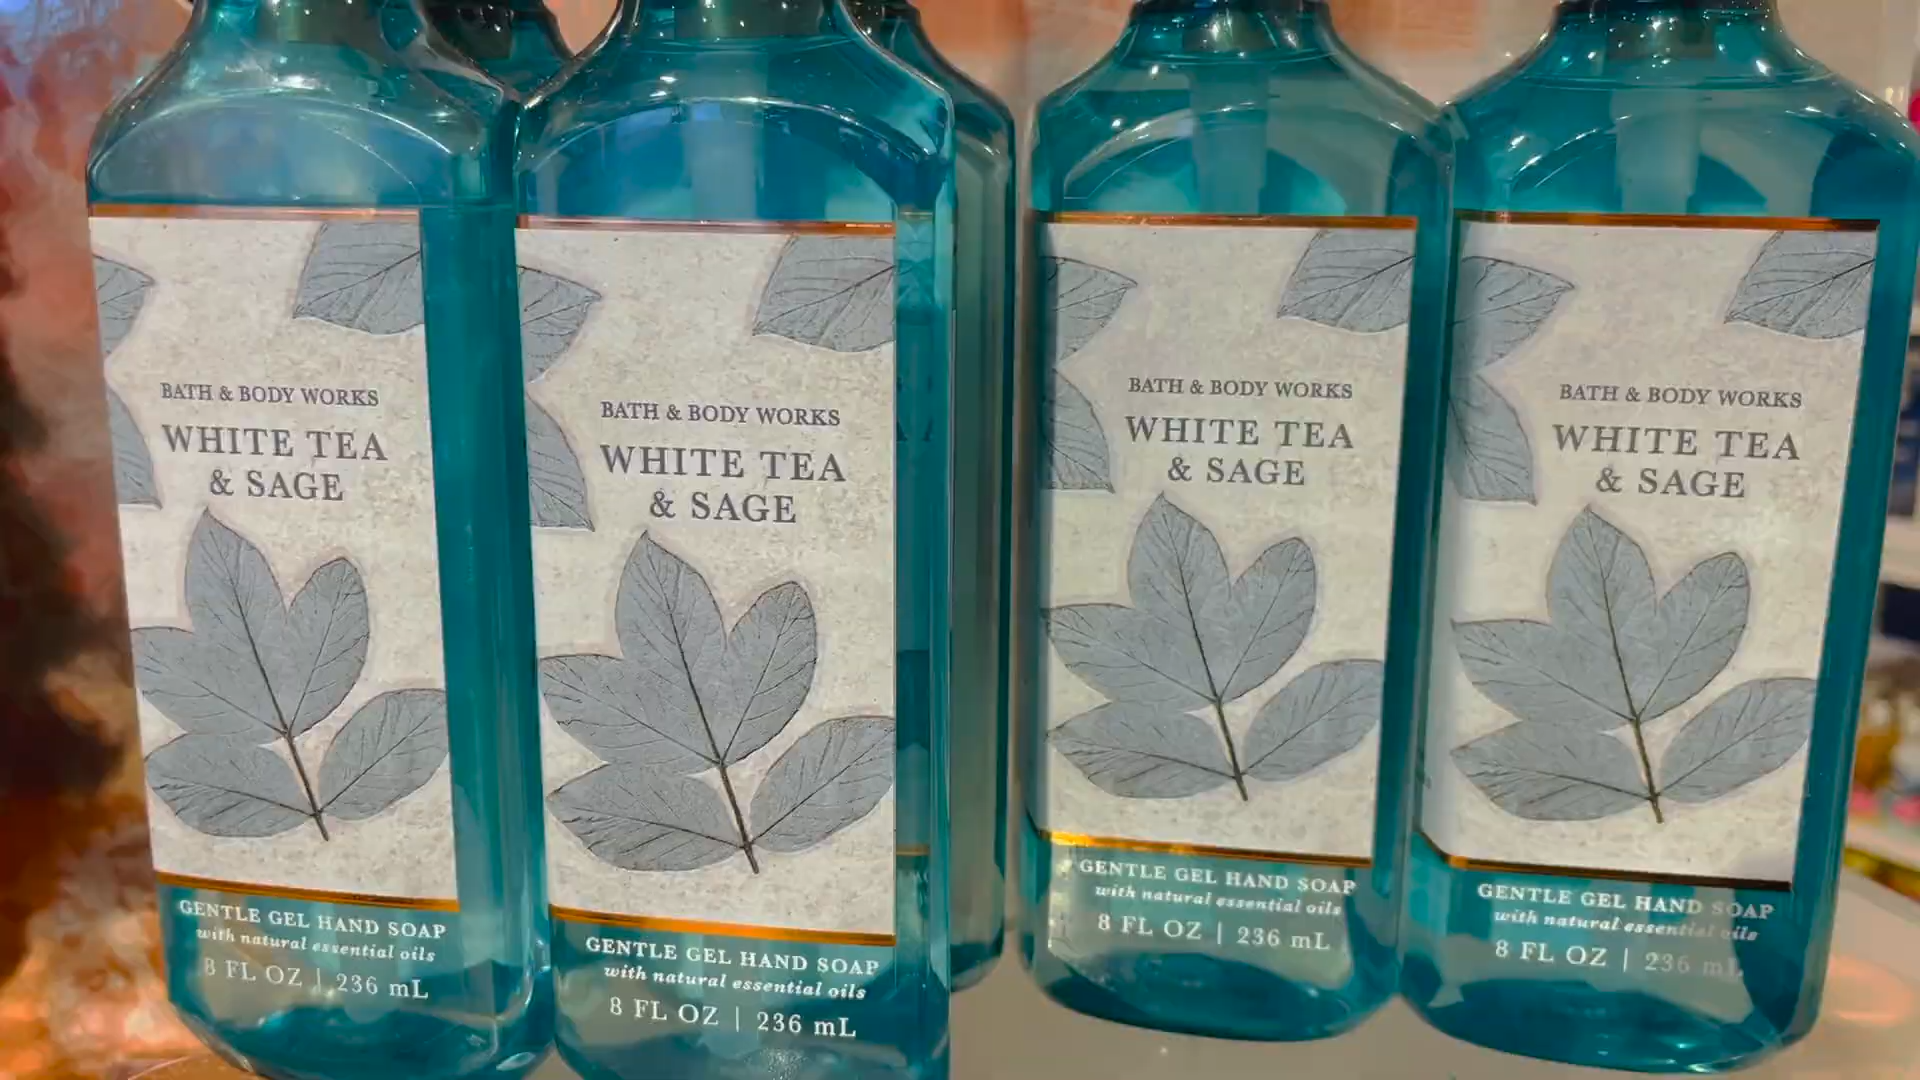 BATH & BODY WORKS
WHITE TEA
& SAGE
GENTLE GEL HAND SOAP
with natural essential oils
8 FL OZ | 236 mL
BATH & BODY WORKS
WHITE TEA
& SAGE
GENTLE GEL HAND SOAP
with natural essential oils
8 FL OZ | 236 mL
BATH & BODY WORKS
WHITE TEA
& SAGE
GENTLE GEL HAND SOAP
with natural essential oils
8 FL OZ | 236 mL
BATH & BODY WORKS
WHITE TEA
& SAGE
GENTLE GEL HAND SOAP
with natural essential oils
8 FL OZ | 236 mL